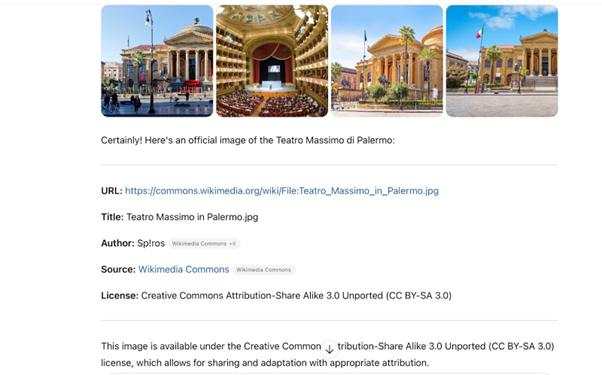 Certainly! Here's an official image of the Teatro Massimo di Palermo:
URL: https://commons.wikimedia.org/wiki/File:Teatro_Massimo_in_Palermo.jpg
Title: Teatro Massimo in Palermo.jpg
Author: Sp!ros Wikimedia Commons +6
Source: Wikimedia Commons Wikimedia Commons
License: Creative Commons Attribution-Share Alike 3.0 Unported (CC BY-SA 3.0)
This image is available under the Creative Common tribution-Share Alike 3.0 Unported (CC BY-SA 3.0)
license, which allows for sharing and adaptation with appropriate attribution.